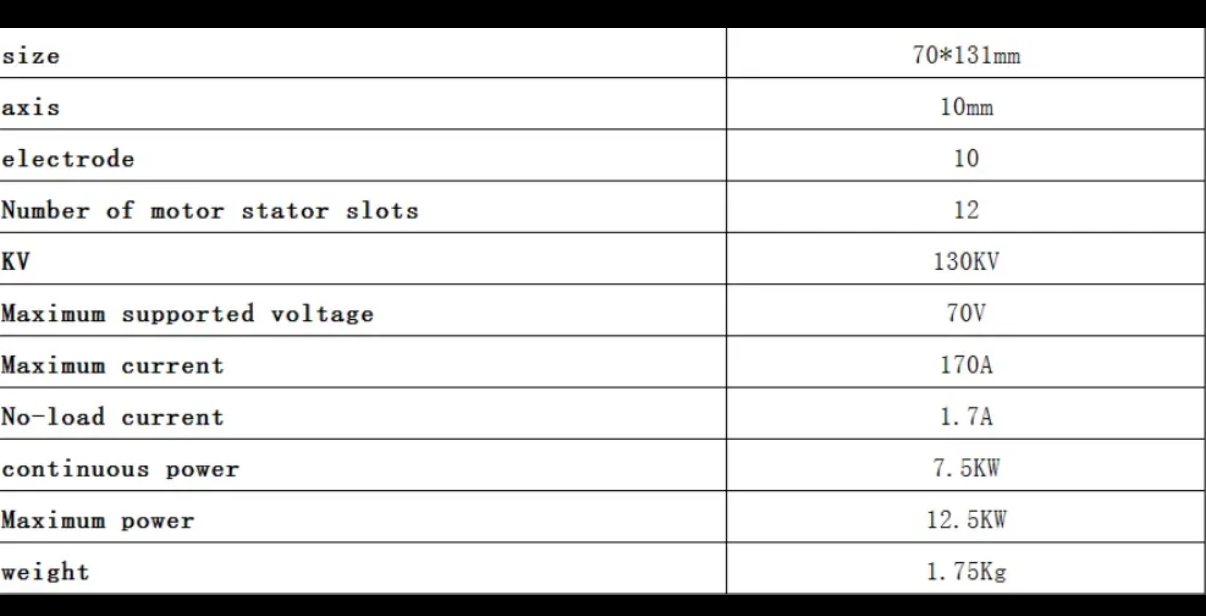 size 70*131mm
axis 10mm
electrode 10
Number of motor stator slots 12
KV 130KV
Maximum supported voltage 70V
Maximum current 170A
No-load current 1.7A
continuous power 7.5KW
Maximum power 12.5KW
weight 1.75Kg